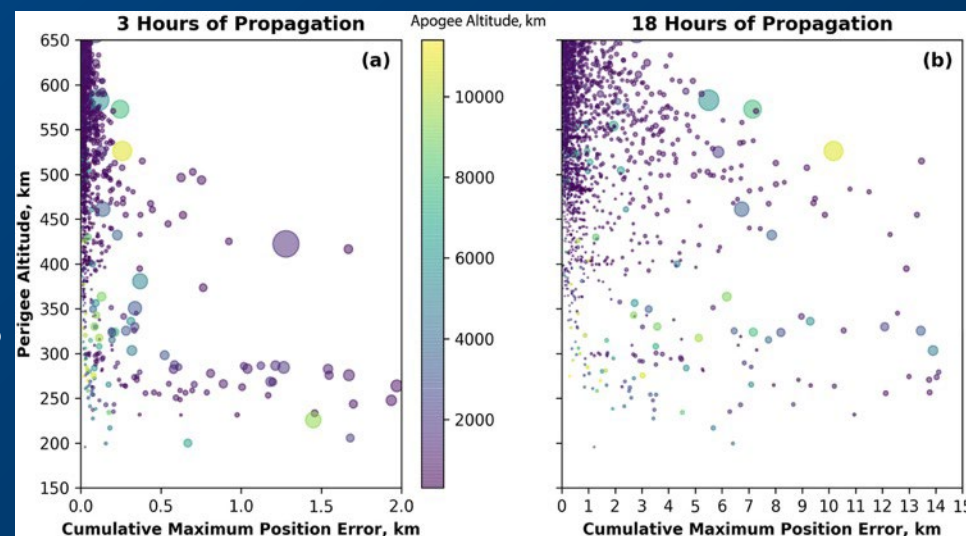 3 Hours of Propagation
Apogee Altitude, km
18 Hours of Propagation
(a)
(b)
Perigee Altitude, km
650
600
550
500
450
400
350
300
250
200
150
0.0 0.5 1.0 1.5 2.0
Cumulative Maximum Position Error, km
10000
8000
6000
4000
2000
0 1 2 3 4 5 6 7 8 9 10 11 12 13 14 15
Cumulative Maximum Position Error, km